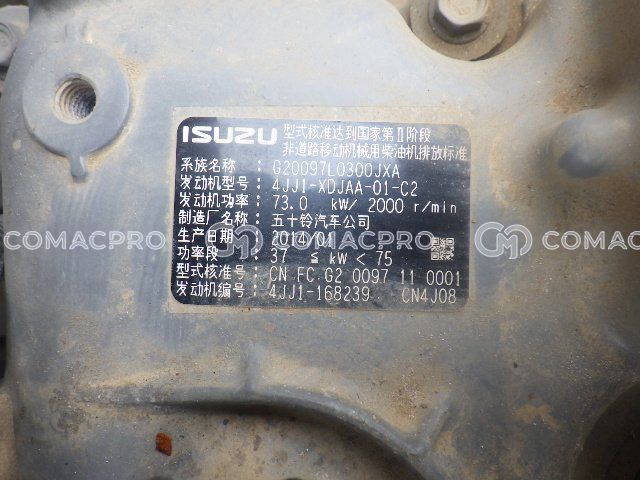 ISUZU 型式核准达到国家第Ⅱ阶段
非道路移动机械用柴油机排放标准
系族名称 : G20097L0300JXA
发动机型号: 4JJ1-XDJAA-01-C2
发动机功率: 73.0 kW/ 2000 r/min
制造厂名称: 五十铃汽车公司
生产日期 : 2014/01
功率段 : 37 ≦ kW < 75
型式核准号: CN FC G2 0097 11 0001
发动机编号: 4JJ1-168239 CN4J08
COMACPRO COMACPRO COMACPRO